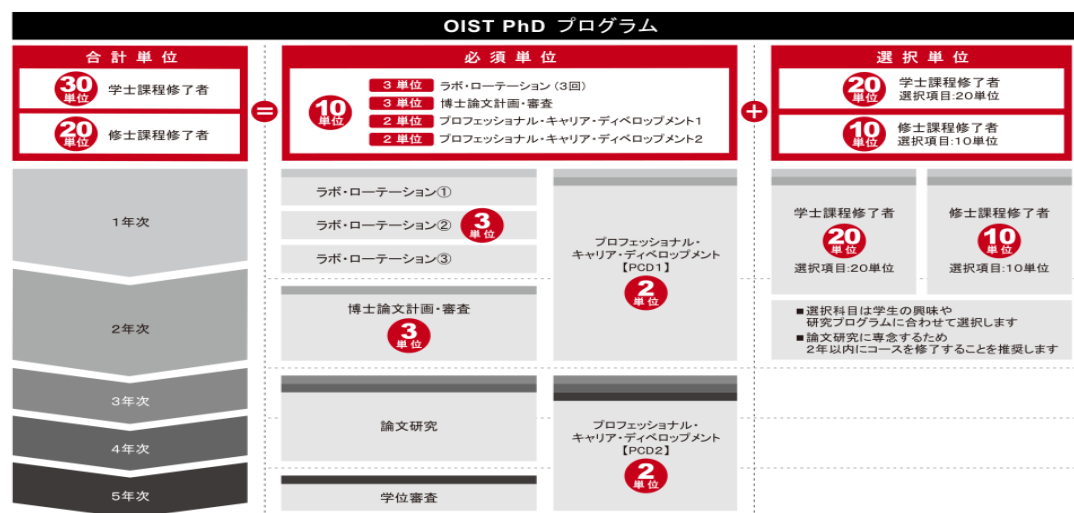 OIST PhD プログラム
合計単位
30
単位
学士課程修了者
20
単位
修士課程修了者
=
必須単位
10
単位
3 単位 ラボ・ローテーション（3回）
3 単位 博士論文計画・審査
2 単位 プロフェッショナル・キャリア・ディベロップメント1
2 単位 プロフェッショナル・キャリア・ディベロップメント2
+
選択単位
20
単位
学士課程修了者
選択項目:20単位
10
単位
修士課程修了者
選択項目:10単位
1年次
2年次
3年次
4年次
5年次
ラボ・ローテーション①
ラボ・ローテーション②
3
単位
ラボ・ローテーション③
博士論文計画・審査
3
単位
論文研究
学位審査
プロフェッショナル・
キャリア・ディベロップメント
【PCD1】
2
単位
プロフェッショナル・
キャリア・ディベロップメント
【PCD2】
2
単位
学士課程修了者
20
単位
選択項目:20単位
修士課程修了者
10
単位
選択項目:10単位
■選択科目は学生の興味や
研究プログラムに合わせて選択します
■論文研究に専念するため
2年以内にコースを修了することを推奨します